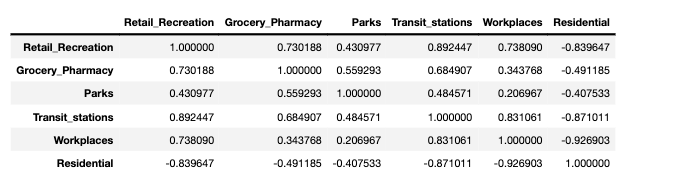 Retail_Recreation Grocery_Pharmacy Parks Transit_stations Workplaces Residential
Retail_Recreation 1.000000 0.730188 0.430977 0.892447 0.738090 -0.839647
Grocery_Pharmacy 0.730188 1.000000 0.559293 0.684907 0.343768 -0.491185
Parks 0.430977 0.559293 1.000000 0.484571 0.206967 -0.407533
Transit_stations 0.892447 0.684907 0.484571 1.000000 0.831061 -0.871011
Workplaces 0.738090 0.343768 0.206967 0.831061 1.000000 -0.926903
Residential -0.839647 -0.491185 -0.407533 -0.871011 -0.926903 1.000000